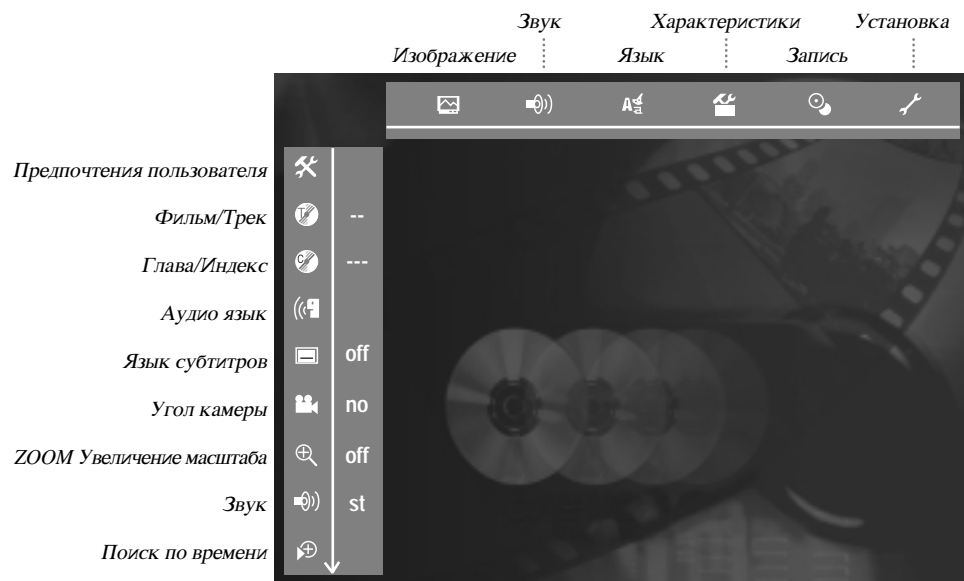 Звук Характеристики Установка
Изображение Язык Запись
Предпочтения пользователя
Фильм/Трек --
Глава/Индекс ---
Аудио язык
Язык субтитров off
Угол камеры no
ZOOM Увеличение масштаба off
Звук st
Поиск по времени